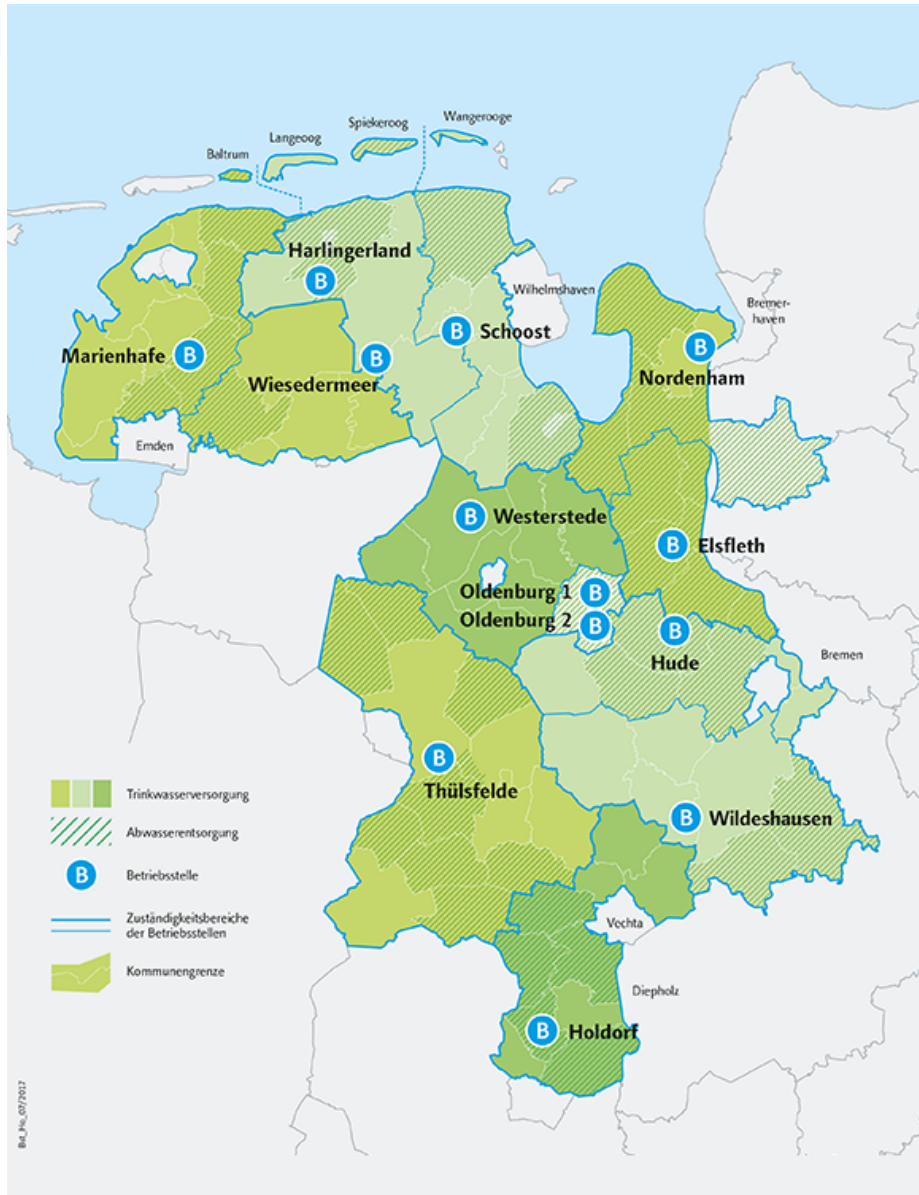 Wangerooge
Spiekeroog
Langeoog
Baltrum
Harlingerland
B
Wilhelmshaven
Bremer-
haven
B
Schoost
Marienhafe
B
B
Wiesedermeer
B
Nordenham
Emden
B
Westerstede
B
Elsfleth
Oldenburg 1
B
Oldenburg 2
B
B
Hude
Bremen
B
Thülsfelde
B
Wildeshausen
Vechta
Diepholz
B
Holdorf
Trinkwasserversorgung
Abwasserentsorgung
B
Betriebsstelle
Zuständigkeitsbereiche
der Betriebsstellen
Kommunengrenze
Bst_Ho_07/2017